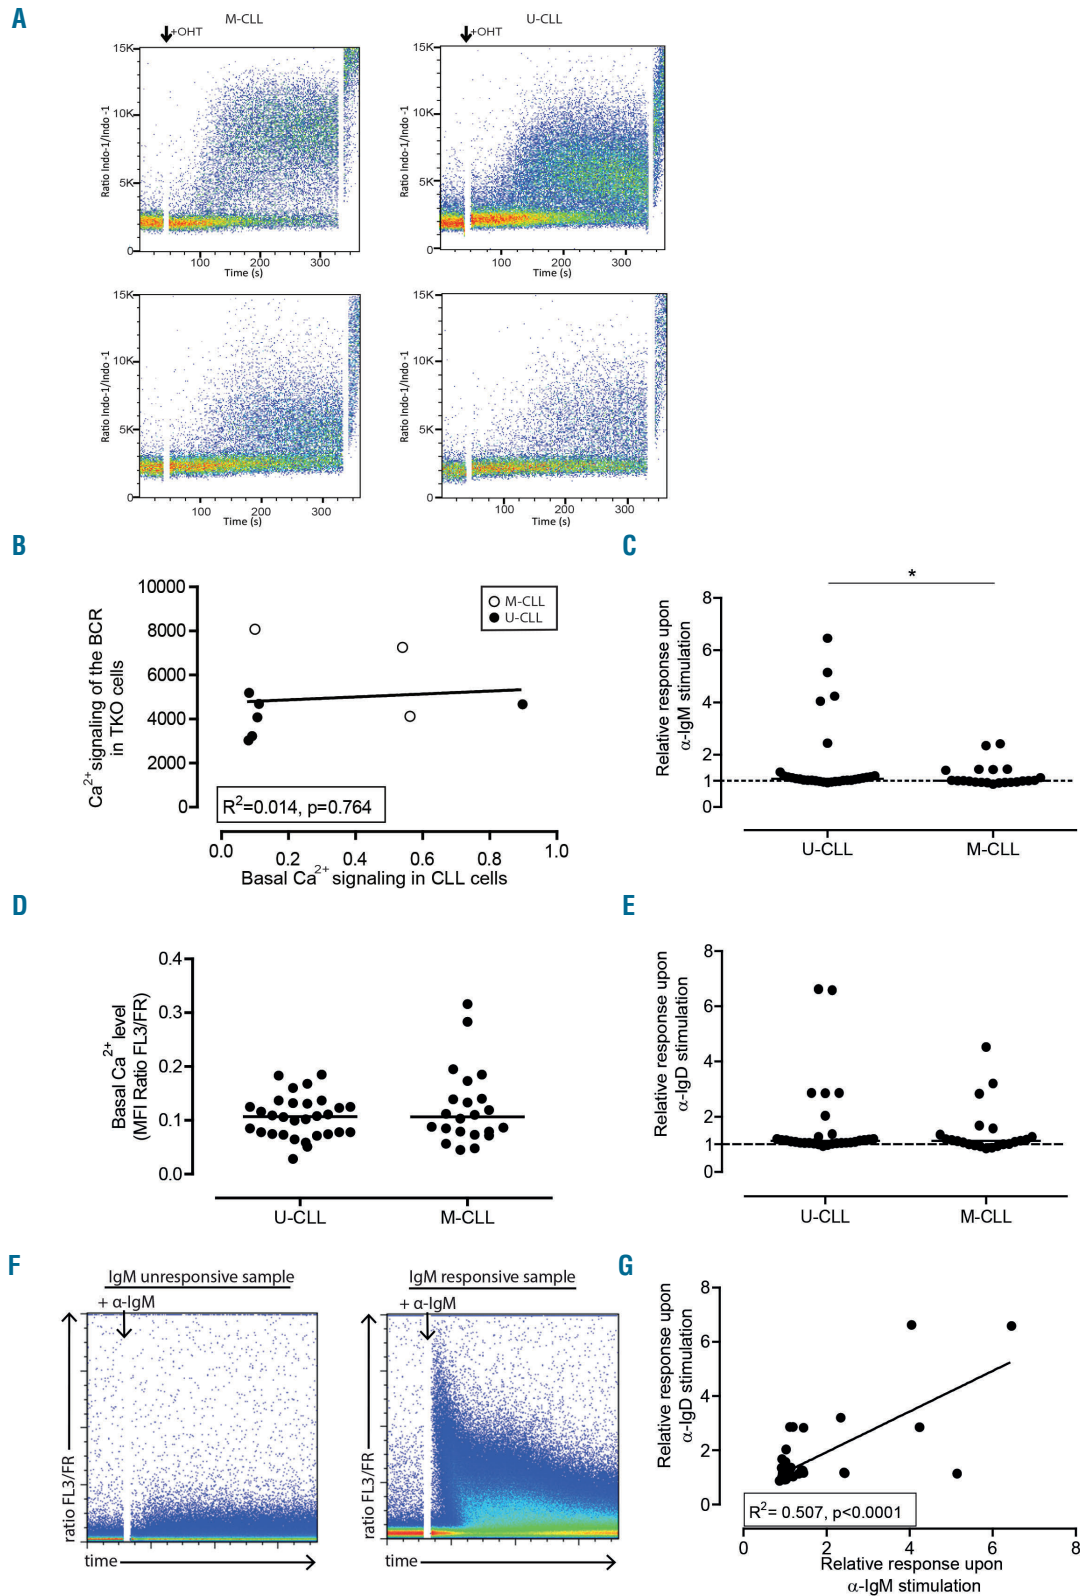 A
M-CLL
U-CLL
+OHT
+OHT
Ratio Indo-1/Indo -1
15K
10K
5K
0
100
200
300
Time (s)
Ratio Indo-1/Indo -1
15K
10K
5K
0
100
200
300
Time (s)
Ratio Indo-1/Indo -1
15K
10K
5K
0
100
200
300
Time (s)
Ratio Indo-1/Indo -1
15K
10K
5K
0
100
200
300
Time (s)
B
Ca2+ signaling of the BCR
in TKO cells
10000
8000
6000
4000
2000
0
M-CLL
U-CLL
R2=0.014, p=0.764
0.0
0.2
0.4
0.6
0.8
1.0
Basal Ca2+ signaling in CLL cells
C
Relative response upon
α-IgM stimulation
*
8
6
4
2
1
0
U-CLL
M-CLL
D
Basal Ca2+ level
(MFI Ratio FL3/FR)
0.4
0.3
0.2
0.1
0.0
U-CLL
M-CLL
E
Relative response upon
α-IgD stimulation
8
6
4
2
1
0
U-CLL
M-CLL
F
IgM unresponsive sample
+ α-IgM
ratio FL3/FR
time
IgM responsive sample
+ α-IgM
ratio FL3/FR
time
G
Relative response upon
α-IgD stimulation
8
6
4
2
0
R2= 0.507, p<0.0001
0
2
4
6
8
Relative response upon
α-IgM stimulation